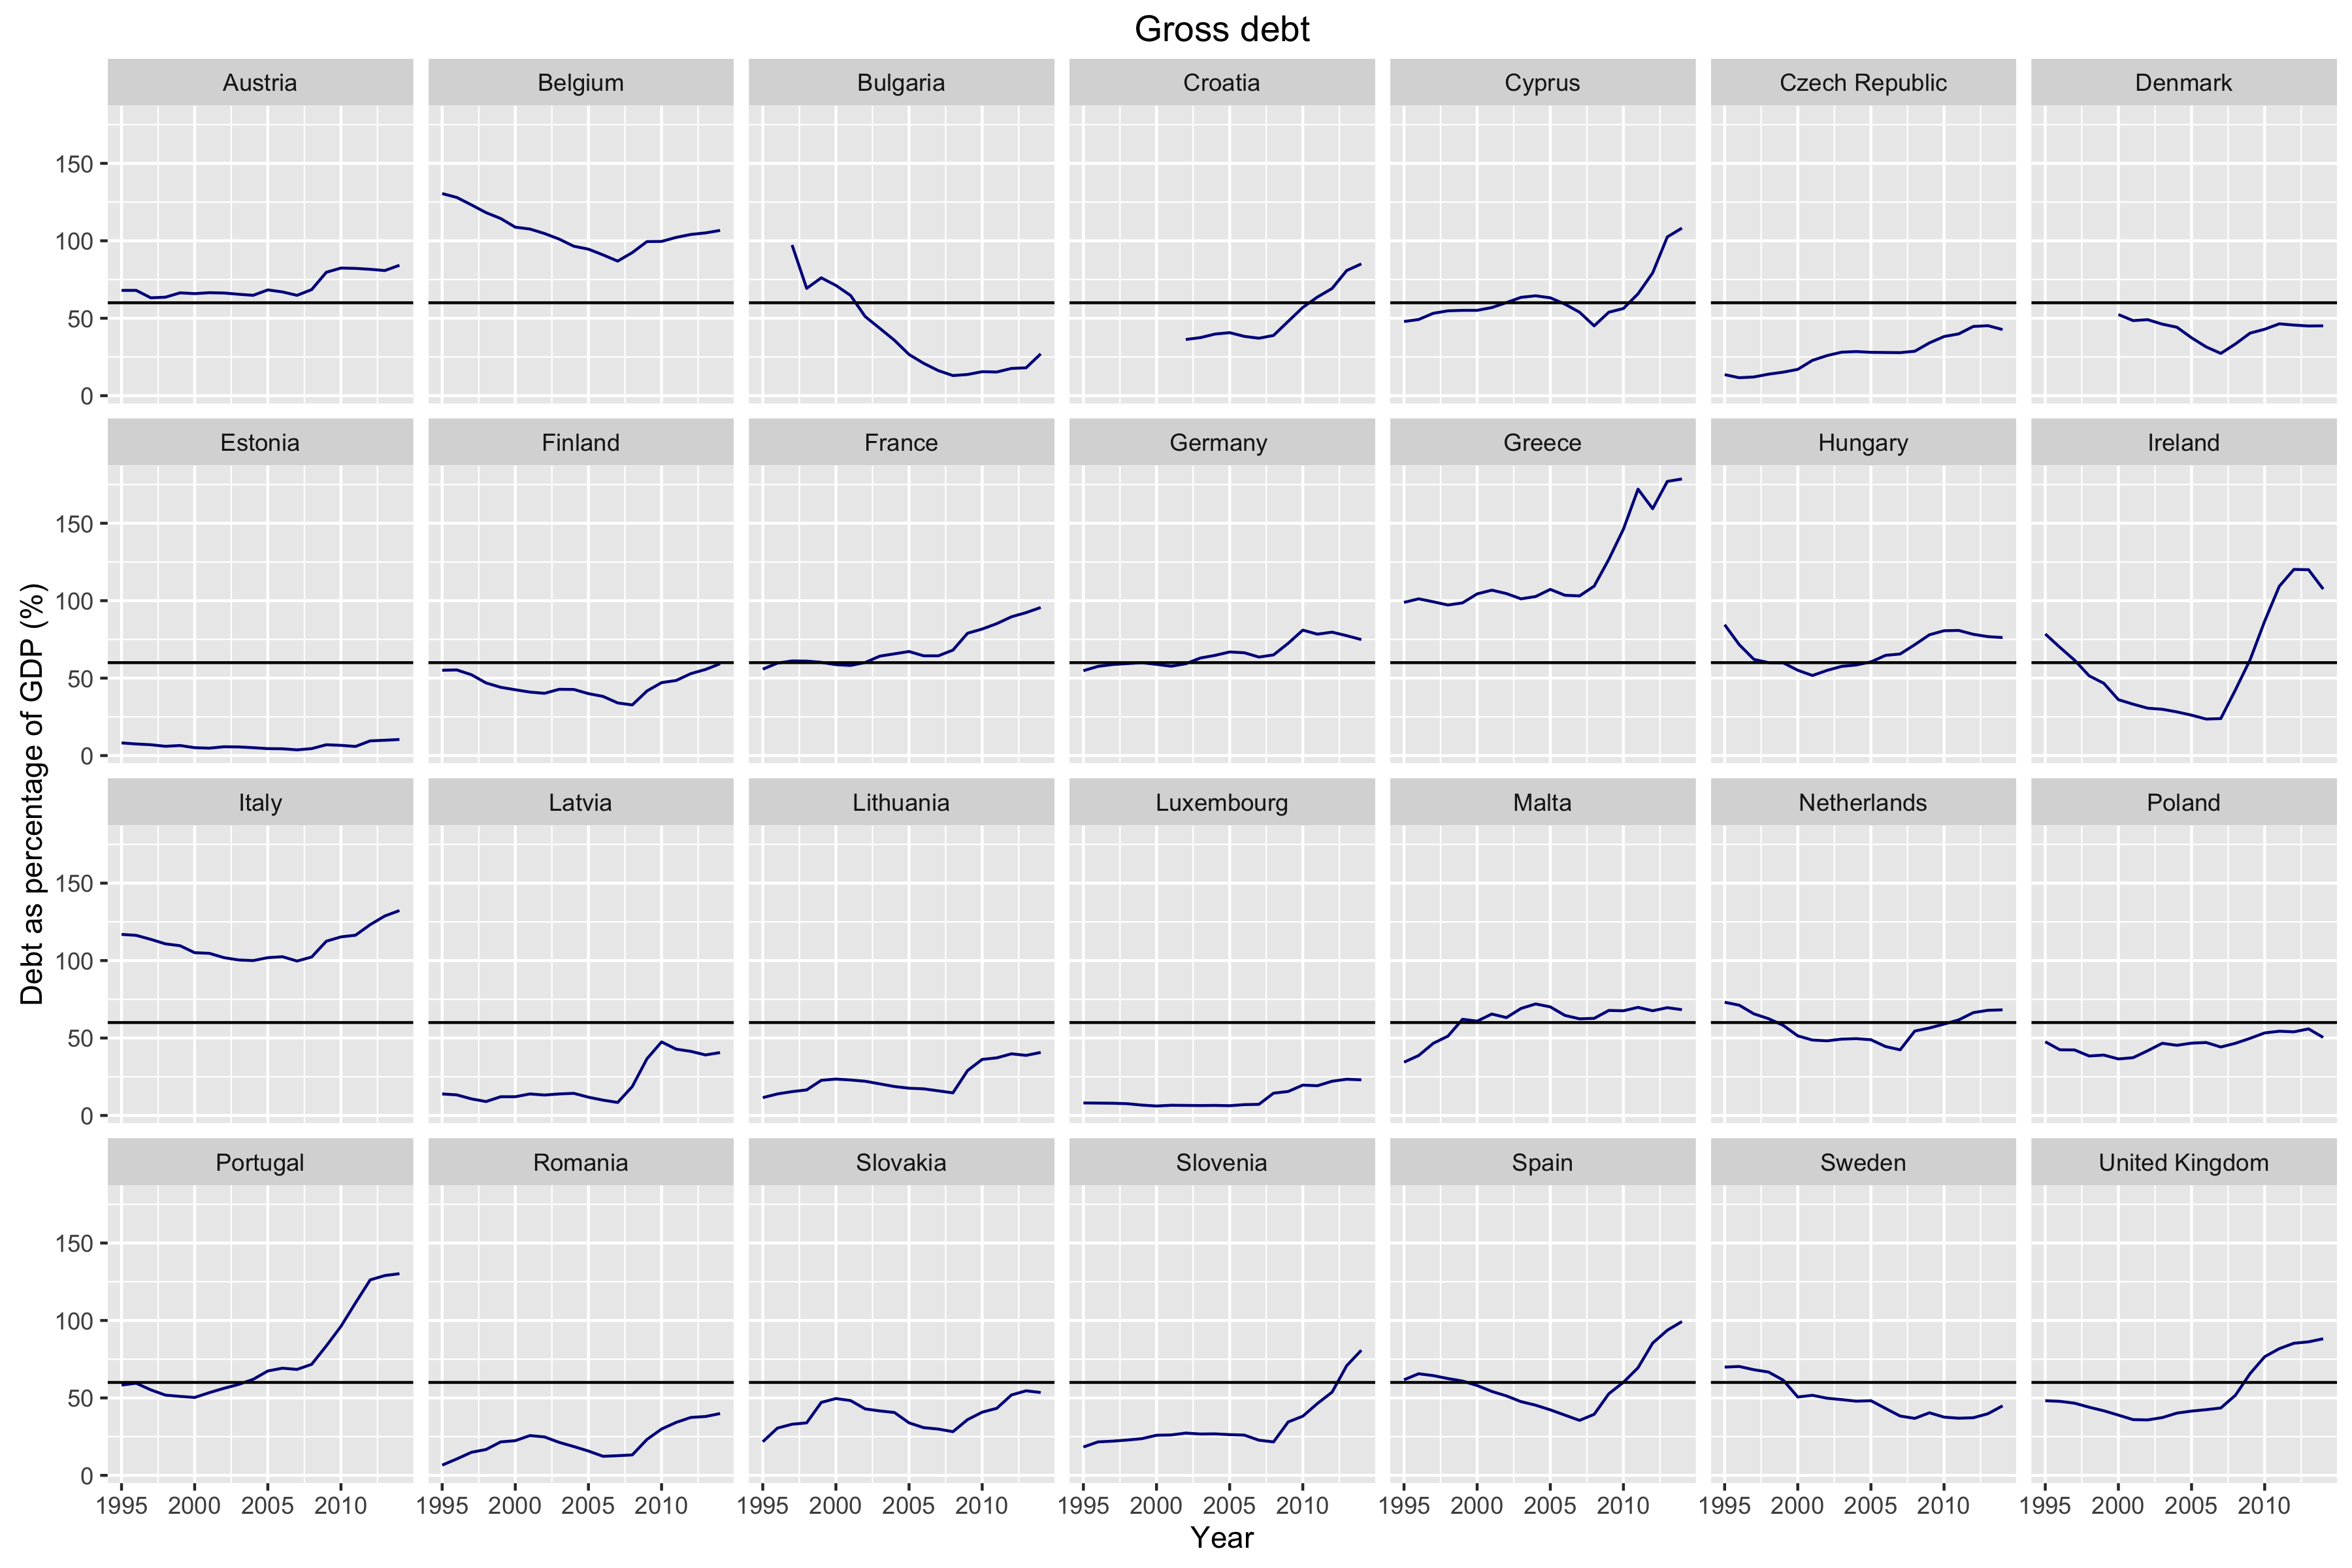 Gross debt
Austria Belgium Bulgaria Croatia Cyprus Czech Republic Denmark
150
100
50
0
Estonia Finland France Germany Greece Hungary Ireland
150
100
50
0
Debt as percentage of GDP (%)
Italy Latvia Lithuania Luxembourg Malta Netherlands Poland
150
100
50
0
Portugal Romania Slovakia Slovenia Spain Sweden United Kingdom
150
100
50
0
1995 2000 2005 2010 1995 2000 2005 2010 1995 2000 2005 2010 1995 2000 2005 2010 1995 2000 2005 2010 1995 2000 2005 2010 1995 2000 2005 2010
Year